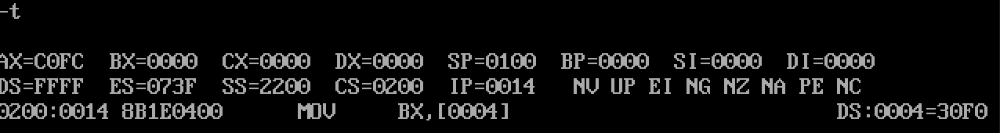 -t
AX=C0FC  BX=0000  CX=0000  DX=0000  SP=0100  BP=0000  SI=0000  DI=0000
DS=FFFF  ES=073F  SS=2200  CS=0200  IP=0014   NV UP EI NG NZ NA PE NC
0200:0014 8B1E0400      MOV     BX,[0004]                          DS:0004=30F0